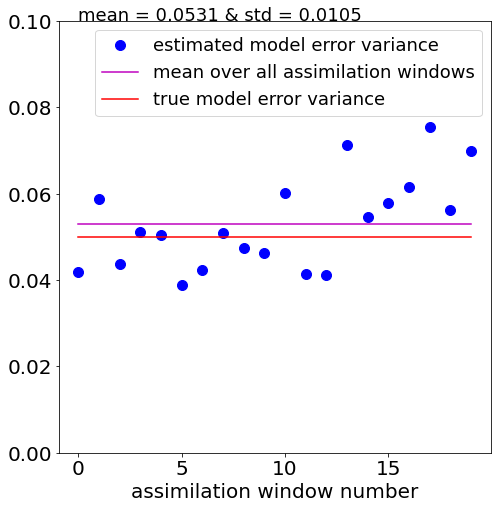 mean = 0.0531 & std = 0.0105
estimated model error variance
mean over all assimilation windows
true model error variance
0.10
0.08
0.06
0.04
0.02
0.00
0 5 10 15
assimilation window number